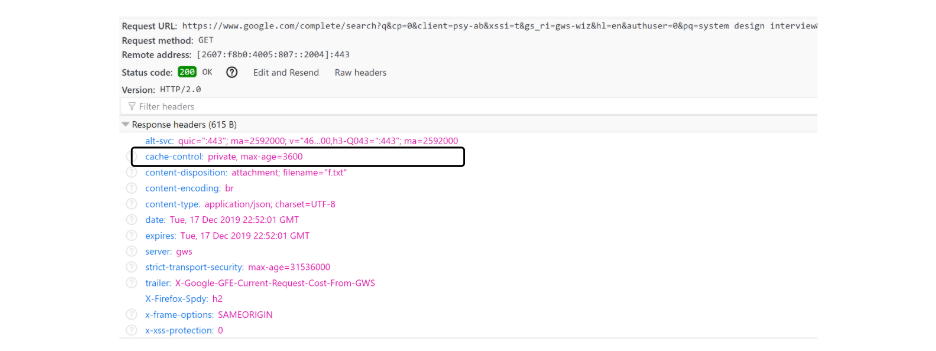 Request URL: https://www.google.com/complete/search?q&cp=0&client=psy-ab&xssi=t&gs_ri=gws-wiz&hl=en&authuser=0&pq=system design interview&
Request method: GET
Remote address: [2607:f8b0:4005:807::2004]:443
Status code: 200 OK ? Edit and Resend Raw headers
Version: HTTP/2.0
Filter headers
Response headers (615 B)
alt-svc: quic=":443"; ma=2592000; v="46...00,h3-Q043=":443"; ma=2592000
? cache-control: private, max-age=3600
? content-disposition: attachment; filename="f.txt"
? content-encoding: br
? content-type: application/json; charset=UTF-8
? date: Tue, 17 Dec 2019 22:52:01 GMT
? expires: Tue, 17 Dec 2019 22:52:01 GMT
? server: gws
? strict-transport-security: max-age=31536000
? trailer: X-Google-GFE-Current-Request-Cost-From-GWS
X-Firefox-Spdy: h2
? x-frame-options: SAMEORIGIN
? x-xss-protection: 0